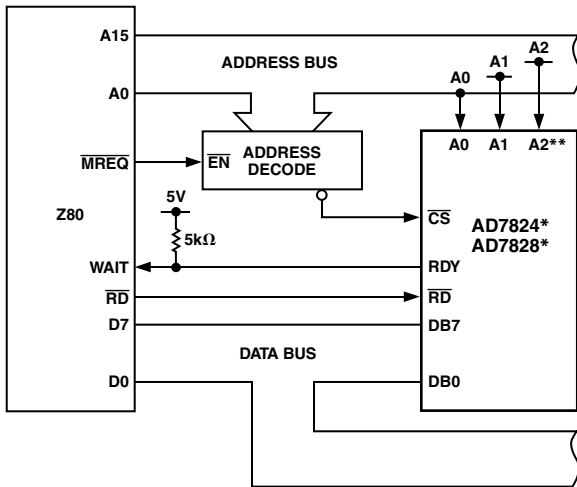 A15
ADDRESS BUS
A2
A1
A0
A0
MREQ
EN
ADDRESS
DECODE
A0
A1
A2**
5V
5kΩ
Z80
CS
AD7824*
AD7828*
WAIT
RDY
RD
RD
D7
DB7
DATA BUS
D0
DB0